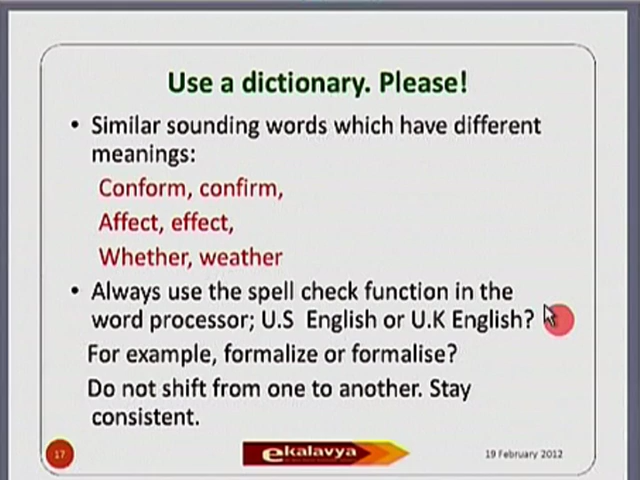 Use a dictionary. Please!
• Similar sounding words which have different
meanings:
Conform, confirm,
Affect, effect,
Whether, weather
• Always use the spell check function in the
word processor; U.S English or U.K English?
For example, formalize or formalise?
Do not shift from one to another. Stay
consistent.
17
ekalavya
19 February 2012